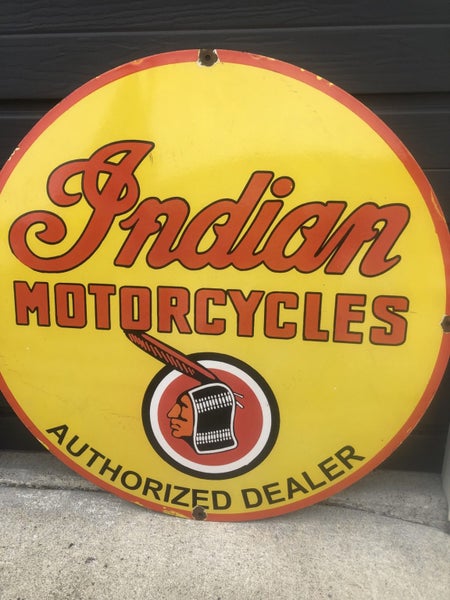 Indian
MOTORCYCLES
AUTHORIZED DEALER